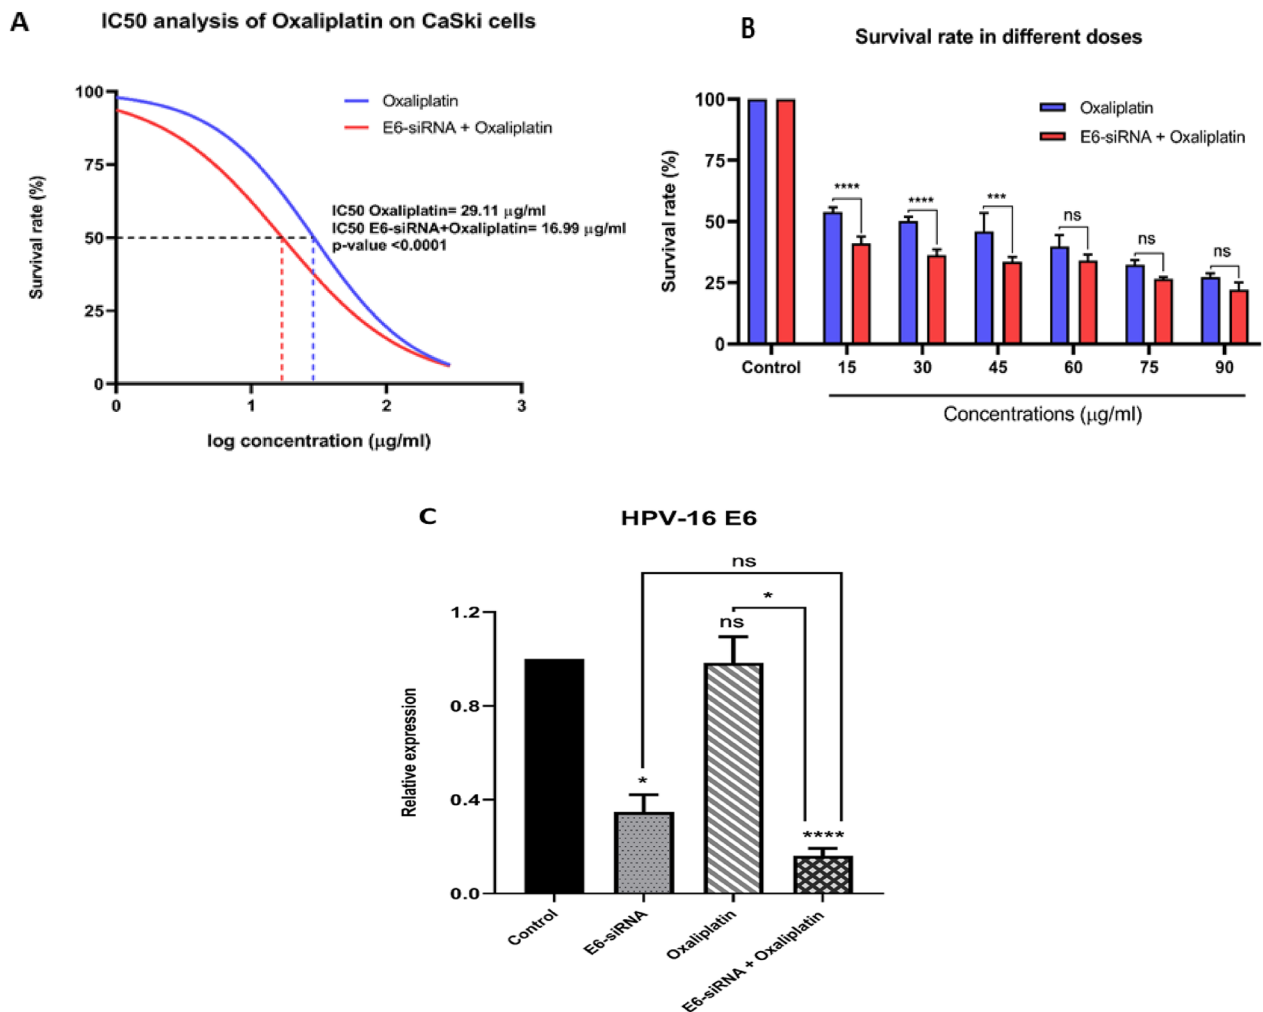 A
IC50 analysis of Oxaliplatin on CaSki cells
100
75
50
25
0
Survival rate (%)
Oxaliplatin
E6-siRNA + Oxaliplatin
IC50 Oxaliplatin= 29.11 μg/ml
IC50 E6-siRNA+Oxaliplatin= 16.99 μg/ml
p-value <0.0001
0 1 2 3
log concentration (μg/ml)
B
Survival rate in different doses
100
75
50
25
0
Survival rate (%)
Oxaliplatin
E6-siRNA + Oxaliplatin
**** **** *** ns ns ns
Control 15 30 45 60 75 90
Concentrations (μg/ml)
C
HPV-16 E6
ns
*
ns
*
****
1.2
0.8
0.4
0.0
Relative expression
Control
E6-siRNA
Oxaliplatin
E6-siRNA + Oxaliplatin